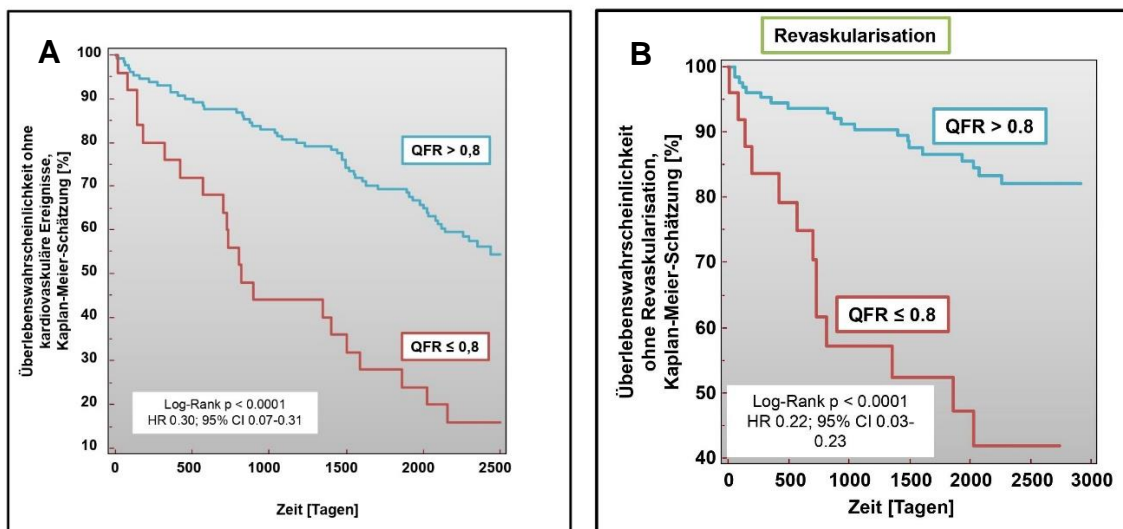 A
Überlebenswahrscheinlichkeit ohne
kardiovaskuläre Ereignisse,
Kaplan-Meier-Schätzung [%]
100
90
80
70
60
50
40
30
20
10
QFR > 0,8
QFR ≤ 0,8
Log-Rank p < 0.0001
HR 0.30; 95% CI 0.07-0.31
0
500
1000
1500
2000
2500
Zeit [Tagen]
B
Revaskularisation
Überlebenswahrscheinlichkeit
ohne Revaskularisation,
Kaplan-Meier-Schätzung [%]
100
90
80
70
60
50
40
QFR > 0.8
QFR ≤ 0.8
Log-Rank p < 0.0001
HR 0.22; 95% CI 0.03-
0.23
0
500
1000
1500
2000
2500
3000
Zeit [Tagen]